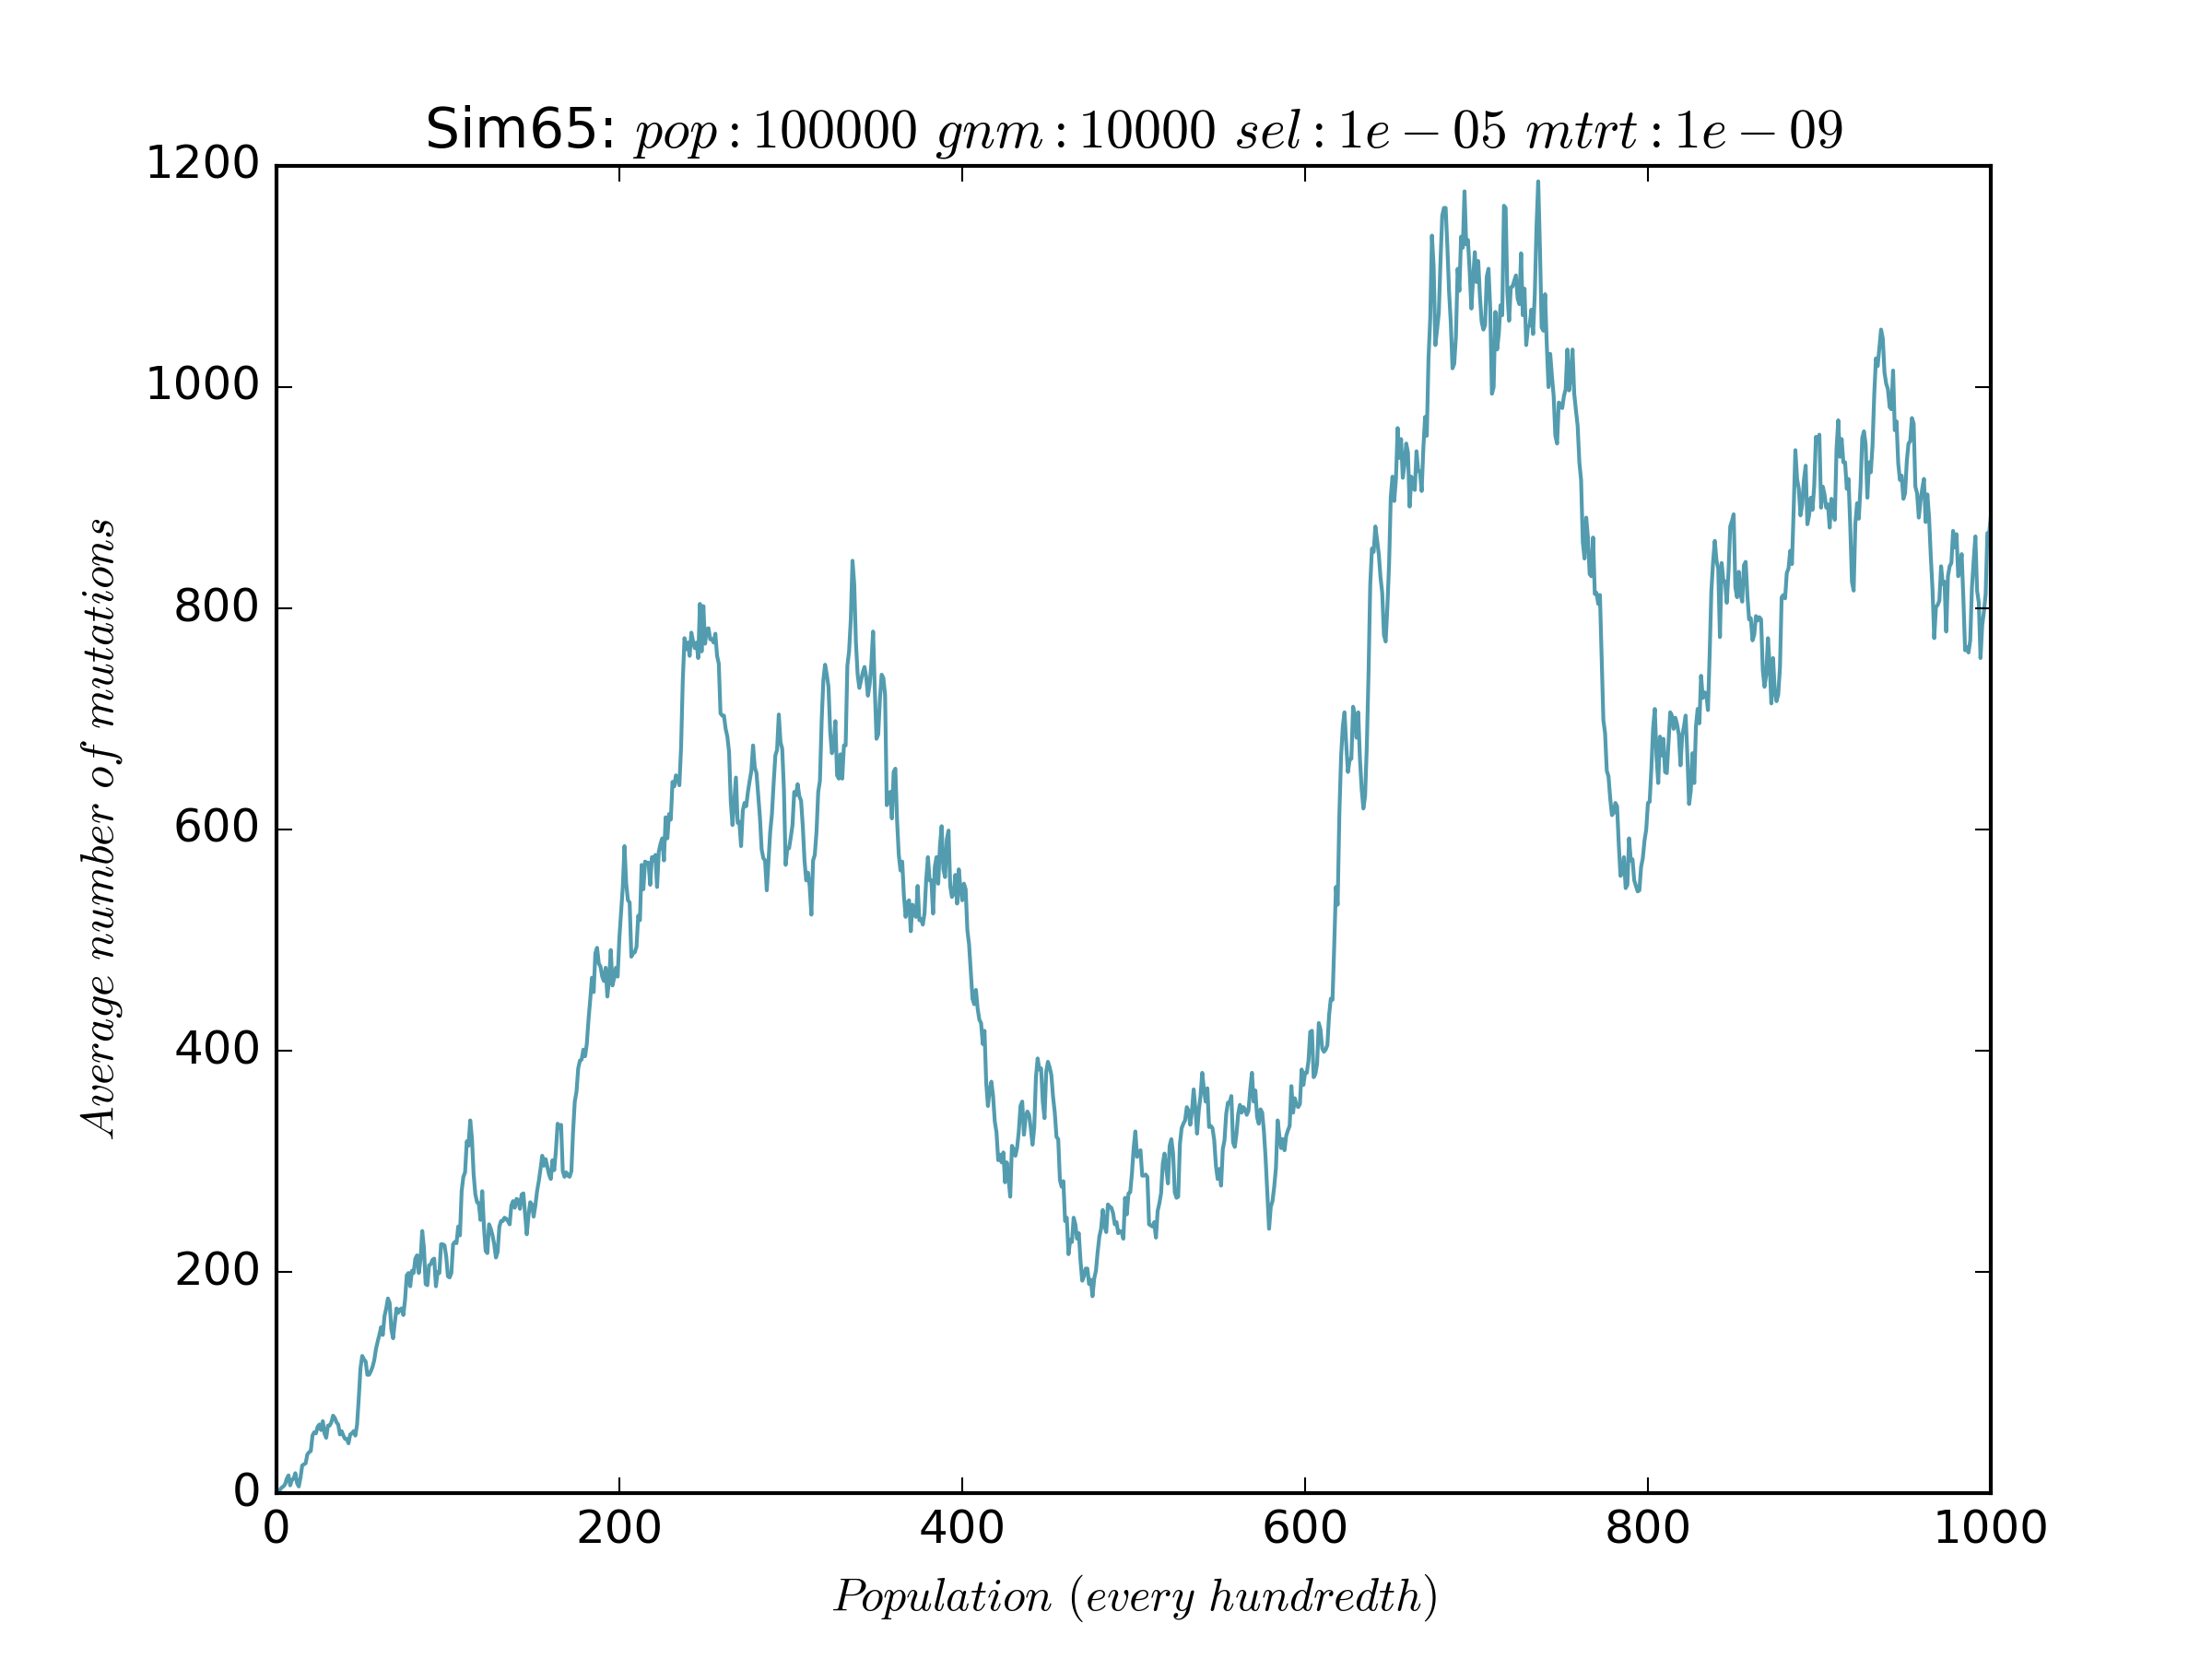 Sim65: pop : 100000 gnm : 10000 sel : 1e − 05 mtrt : 1e − 09
1200
1000
800
600
400
200
0
Average number of mutations
0 200 400 600 800 1000
Population (every hundredth)